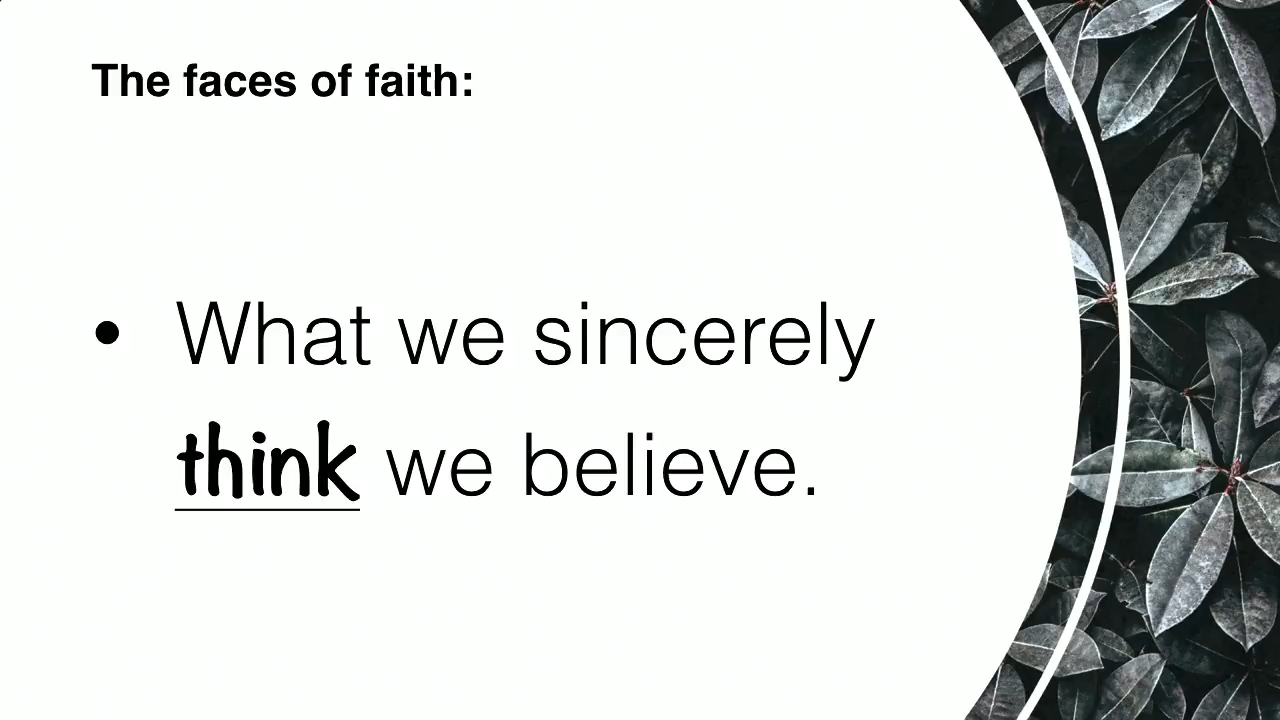 The faces of faith:
• What we sincerely
think we believe.